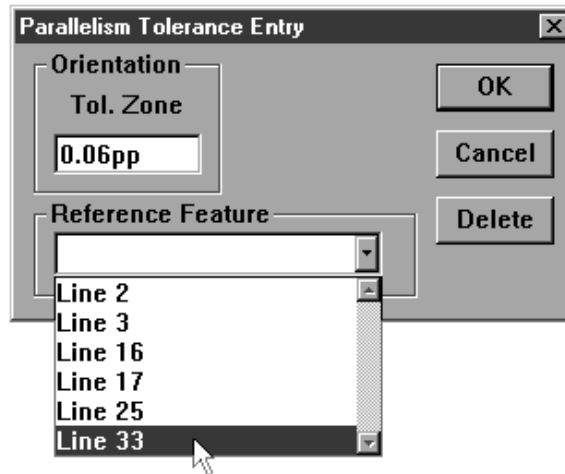 Parallelism Tolerance Entry
Orientation
Tol. Zone
0.06pp
OK
Cancel
Delete
Reference Feature
Line 2
Line 3
Line 16
Line 17
Line 25
Line 33